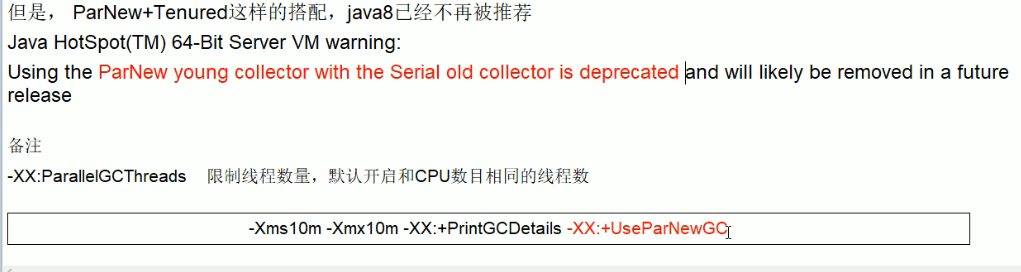 但是， ParNew+Tenured这样的搭配，java8已经不再被推荐
Java HotSpot(TM) 64-Bit Server VM warning:
Using the ParNew young collector with the Serial old collector is deprecated and will likely be removed in a future
release
备注
-XX:ParallelGCThreads 限制线程数量，默认开启和CPU数目相同的线程数
-Xms10m -Xmx10m -XX:+PrintGCDetails -XX:+UseParNewGC